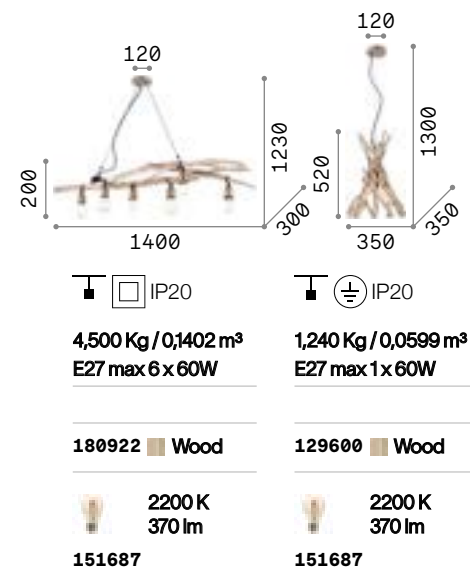 120
200
1230
1400
300
IP20
4,500 Kg / 0,1402 m³
E27 max 6 x 60W
180922 Wood
2200 K
370 lm
151687
120
520
1300
350
350
IP20
1,240 Kg / 0,0599 m³
E27 max 1 x 60W
129600 Wood
2200 K
370 lm
151687